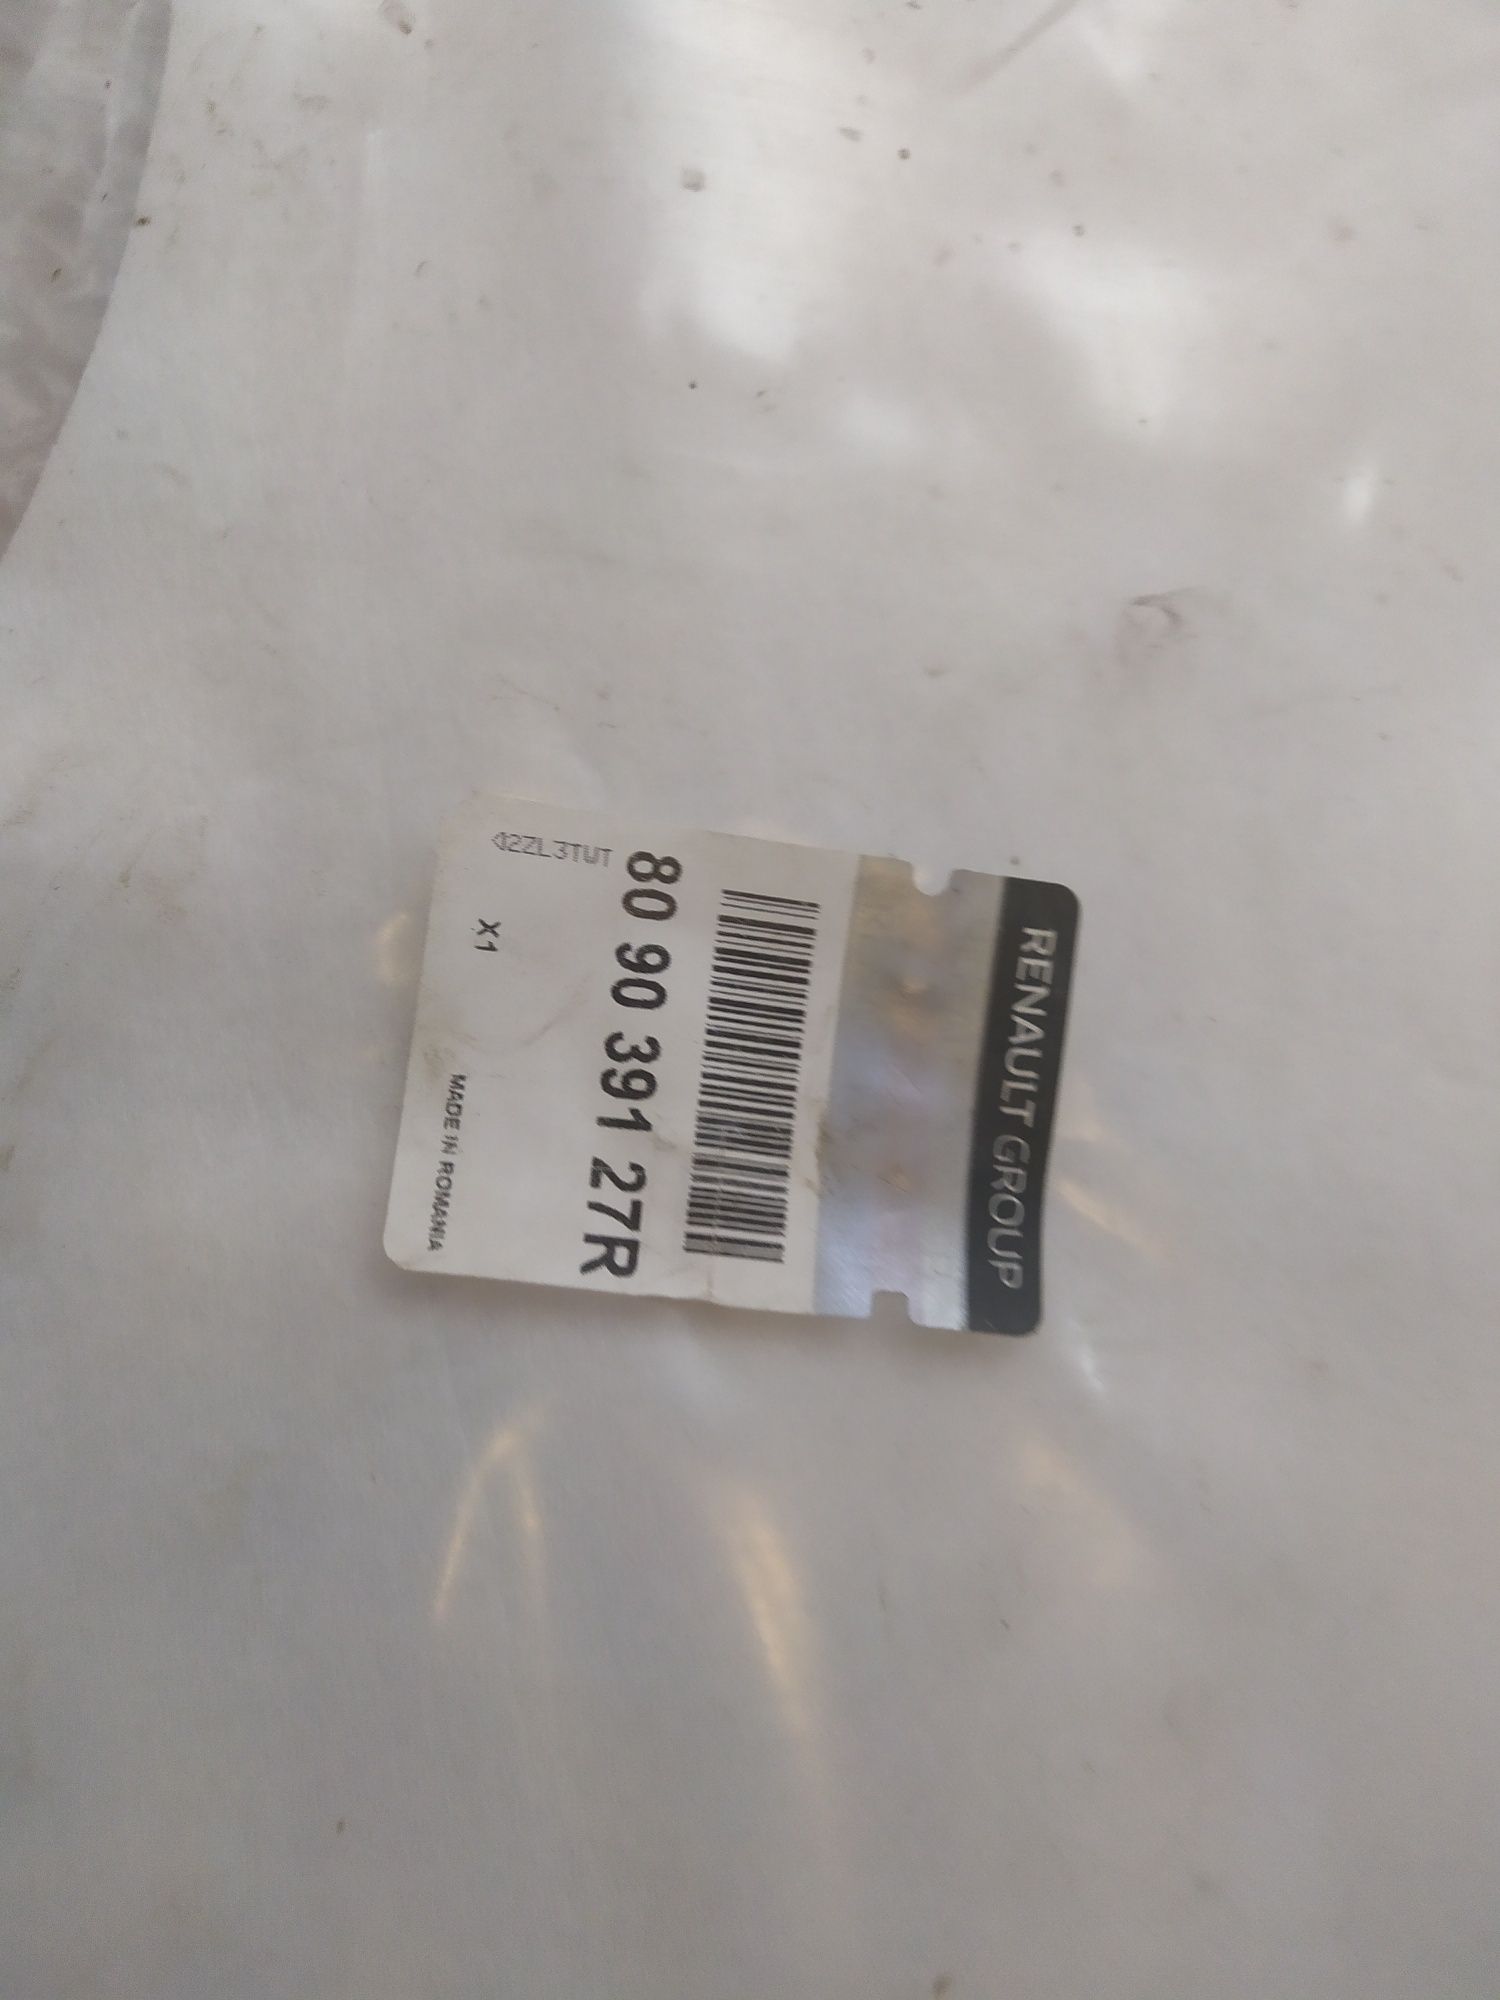 RENAULT GROUP
80 90 391 27R
X1
MADE IN ROMANIA